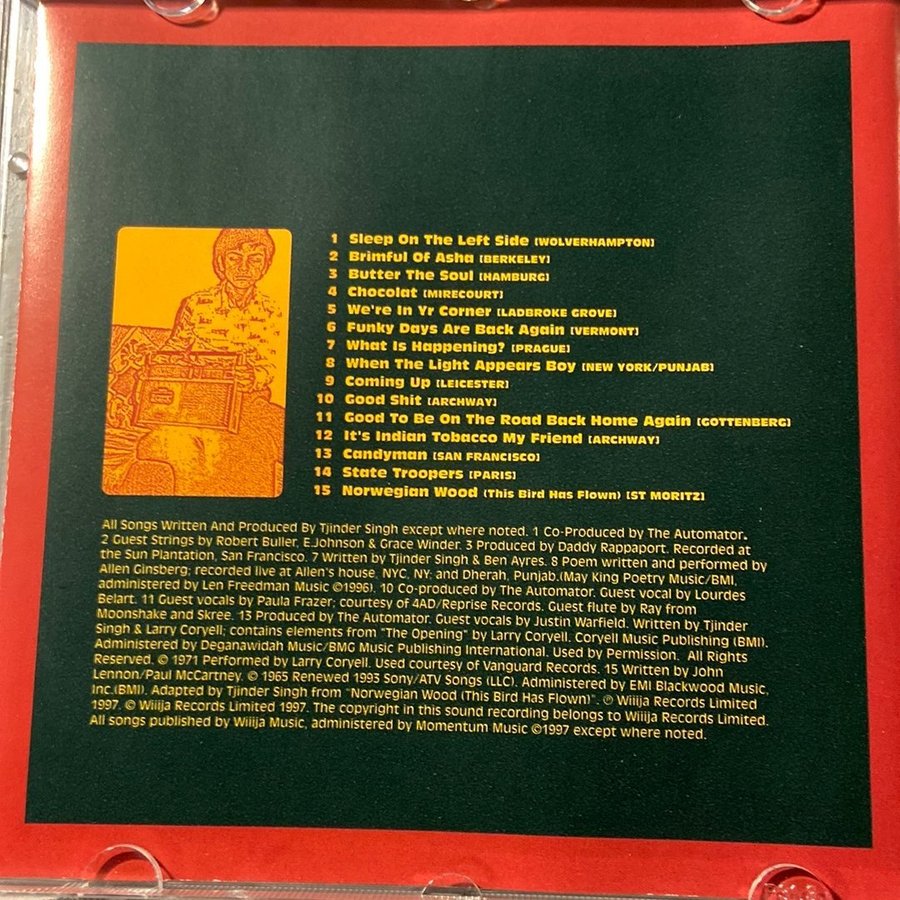 1 Sleep On The Left Side [WOLVERHAMPTON]
2 Brimful Of Asha [BERKELEY]
3 Butter The Soul [HAMBURG]
4 Chocolat [MIRECOURT]
5 We're In Yr Corner [LADBROKE GROVE]
6 Funky Days Are Back Again [VERMONT]
7 What Is Happening? [PRAGUE]
8 When The Light Appears Boy [NEW YORK/PUNJAB]
9 Coming Up [LEICESTER]
10 Good Shit [ARCHWAY]
11 Good To Be On The Road Back Home Again [GOTTENBERG]
12 It's Indian Tobacco My Friend [ARCHWAY]
13 Candyman [SAN FRANCISCO]
14 State Troopers [PARIS]
15 Norwegian Wood (This Bird Has Flown) [ST MORITZ]
All Songs Written And Produced By Tjinder Singh except where noted. 1 Co-Produced by The Automator.
2 Guest Strings by Robert Buller, E.Johnson & Grace Winder. 3 Produced by Daddy Rappaport. Recorded at
the Sun Plantation, San Francisco. 7 Written by Tjinder Singh & Ben Ayres. 8 Poem written and performed by
Allen Ginsberg; recorded live at Allen's house, NYC, NY; and Dherah, Punjab.(May King Poetry Music/BMI,
administered by Len Freedman Music ©1996). 10 Co-produced by The Automator. Guest vocal by Lourdes
Belart. 11 Guest vocals by Paula Frazer; courtesy of 4AD/Reprise Records. Guest flute by Ray from
Moonshake and Skree. 13 Produced by The Automator. Guest vocals by Justin Warfield. Written by Tjinder
Singh & Larry Coryell; contains elements from "The Opening" by Larry Coryell. Coryell Music Publishing (BMI).
Administered by Deganawidah Music/BMG Music Publishing International. Used by Permission. All Rights
Reserved. © 1971 Performed by Larry Coryell. Used courtesy of Vanguard Records. 15 Written by John
Lennon/Paul McCartney. © 1965 Renewed 1993 Sony/ATV Songs (LLC). Administered by EMI Blackwood Music,
Inc.(BMI). Adapted by Tjinder Singh from "Norwegian Wood (This Bird Has Flown)". ℗ Wiiija Records Limited
1997. © Wiiija Records Limited 1997. The copyright in this sound recording belongs to Wiiija Records Limited.
All songs published by Wiiija Music, administered by Momentum Music ©1997 except where noted.